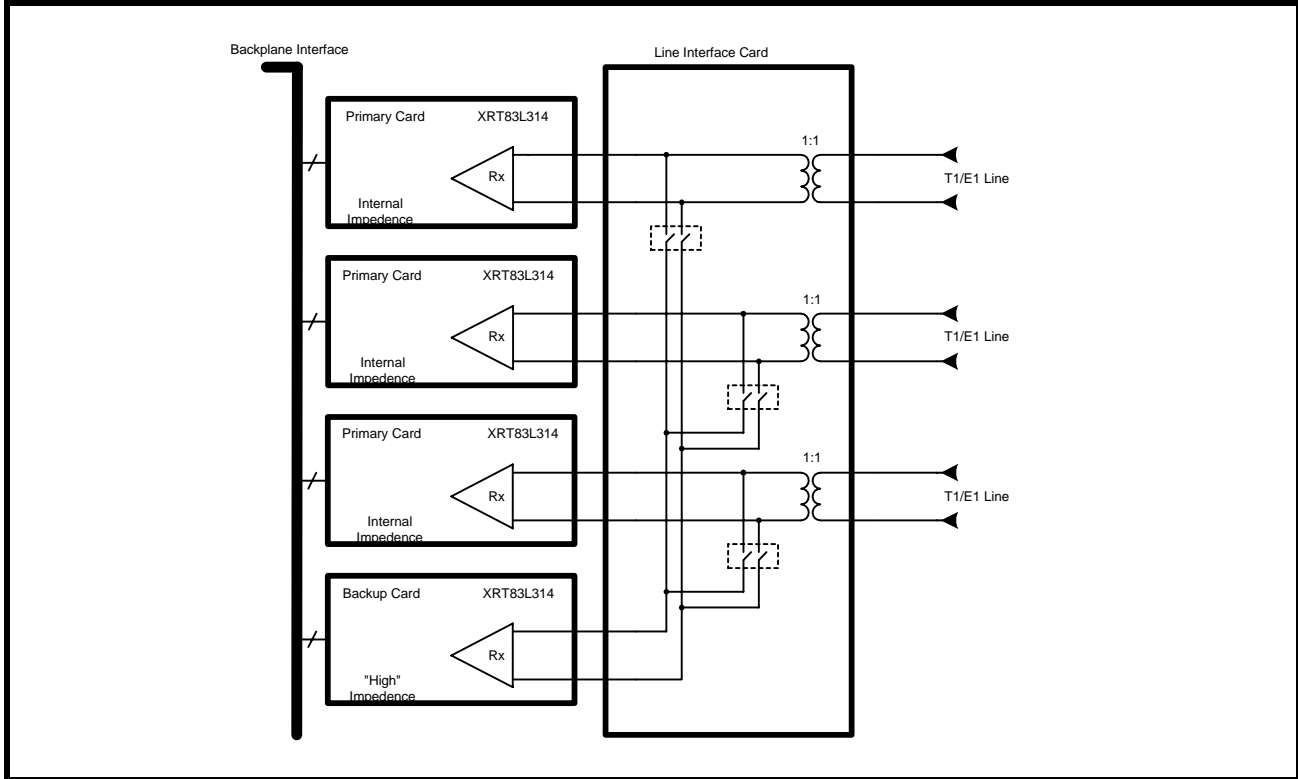 Backplane Interface
Line Interface Card
Primary Card XRT83L314
Rx
Internal
Impedence
1:1
T1/E1 Line
Primary Card XRT83L314
Rx
Internal
Impedence
1:1
T1/E1 Line
Primary Card XRT83L314
Rx
Internal
Impedence
1:1
T1/E1 Line
Backup Card XRT83L314
Rx
"High"
Impedence